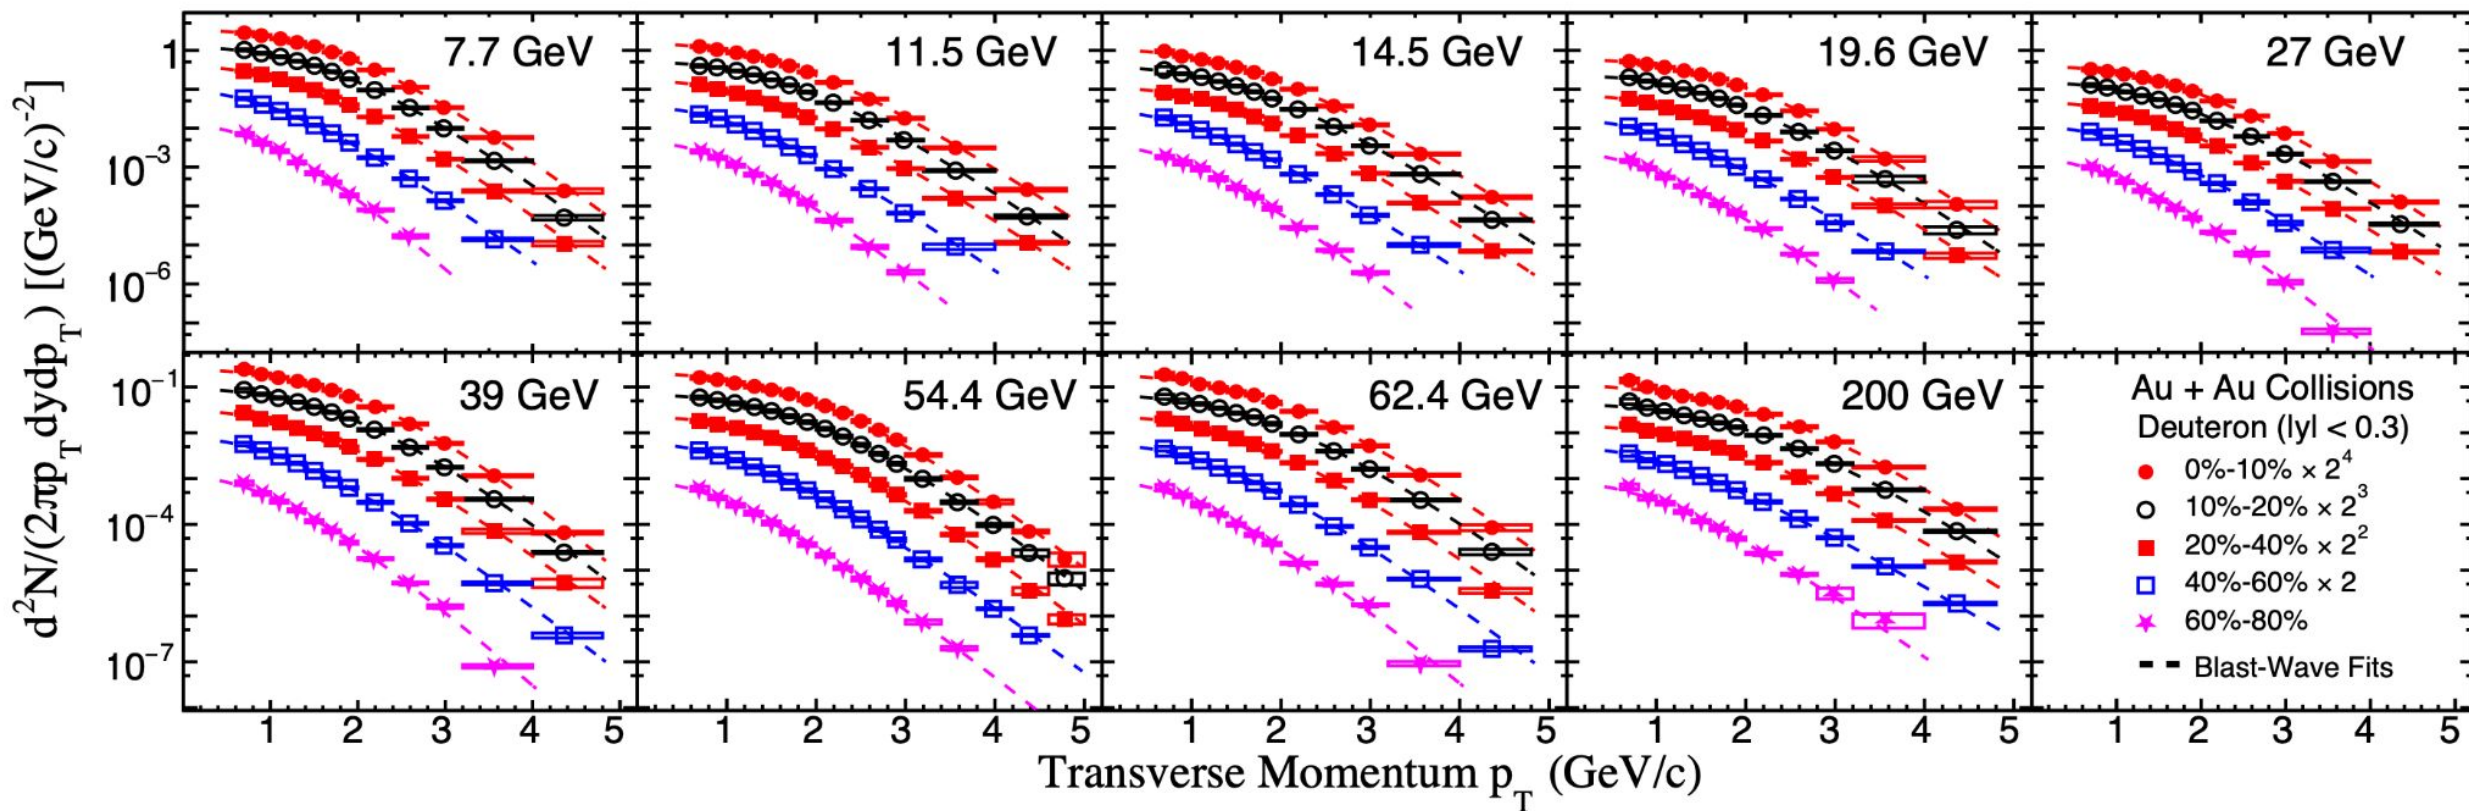 d²N/(2πp_T dydp_T) [(GeV/c)⁻²]
1
10⁻³
10⁻⁶
7.7 GeV
11.5 GeV
14.5 GeV
19.6 GeV
27 GeV
10⁻¹
10⁻⁴
10⁻⁷
39 GeV
54.4 GeV
62.4 GeV
200 GeV
Au + Au Collisions
Deuteron (|y| < 0.3)
0%-10% × 2⁴
10%-20% × 2³
20%-40% × 2²
40%-60% × 2
60%-80%
Blast-Wave Fits
1 2 3 4 5
1 2 3 4 5
1 2 3 4 5
1 2 3 4 5
1 2 3 4 5
Transverse Momentum p_T (GeV/c)